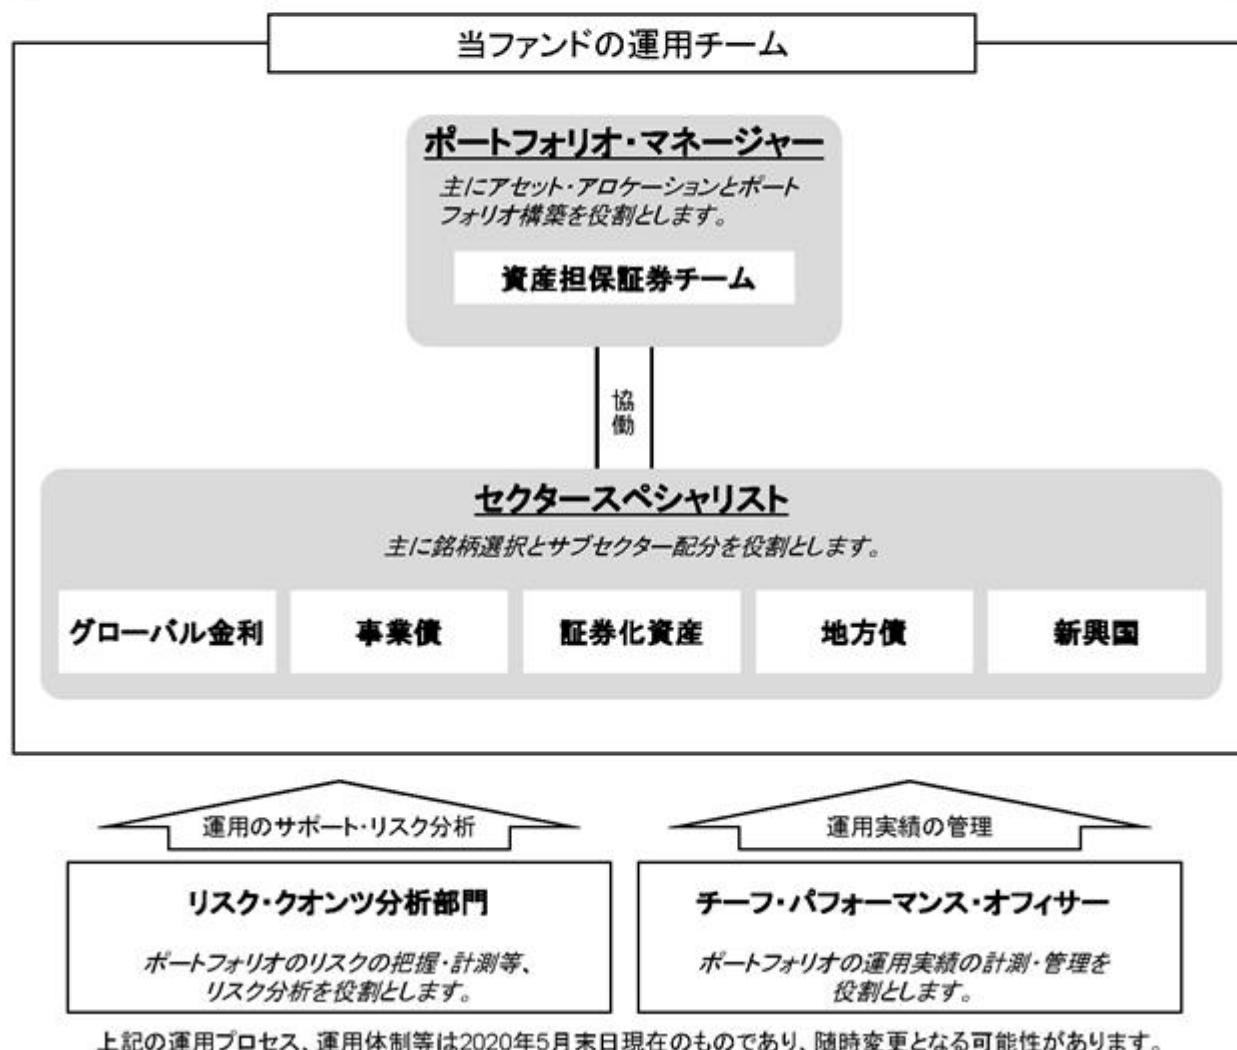 当ファンドの運用チーム
ポートフォリオ・マネージャー
主にアセット・アロケーションとポート
フォリオ構築を役割とします。
資産担保証券チーム
協
働
セクタースペシャリスト
主に銘柄選択とサブセクター配分を役割とします。
グローバル金利
事業債
証券化資産
地方債
新興国
運用のサポート・リスク分析
運用実績の管理
リスク・クオンツ分析部門
ポートフォリオのリスクの把握・計測等、
リスク分析を役割とします。
チーフ・パフォーマンス・オフィサー
ポートフォリオの運用実績の計測・管理を
役割とします。
上記の運用プロセス、運用体制等は2020年5月末日現在のものであり、随時変更となる可能性があります。